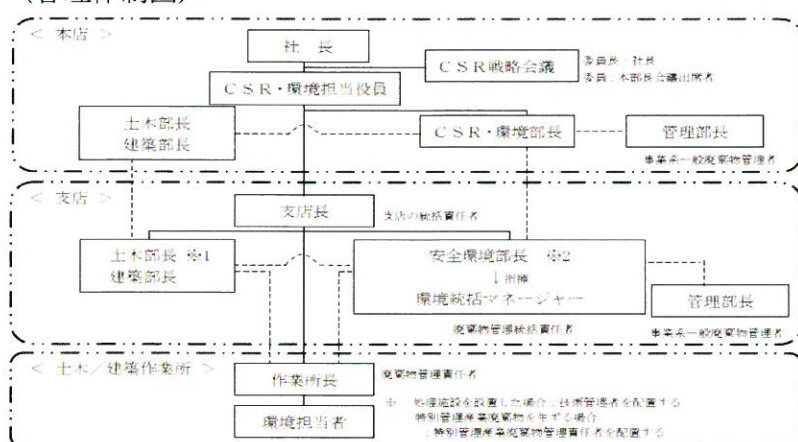 ＜ 本店 ＞
社 長
ＣＳＲ戦略会議
委員長：社長
委員：本部長会議出席者
ＣＳＲ・環境担当役員
土木部長
建築部長
ＣＳＲ・環境部長
管理部長
事業系一般廃棄物管理者
＜ 支店 ＞
支店長
支店の統括責任者
土木部長 ※1
建築部長
安全環境部長 ※2
↓指揮
環境統括マネージャー
管理部長
廃棄物管理統括責任者
事業系一般廃棄物管理者
＜ 土木／建築作業所 ＞
作業所長
廃棄物管理責任者
環境担当者
※ 処理施設を設置した場合：技術管理者を配置する
特別管理産業廃棄物を生ずる場合
：特別管理産業廃棄物管理責任者を配置する